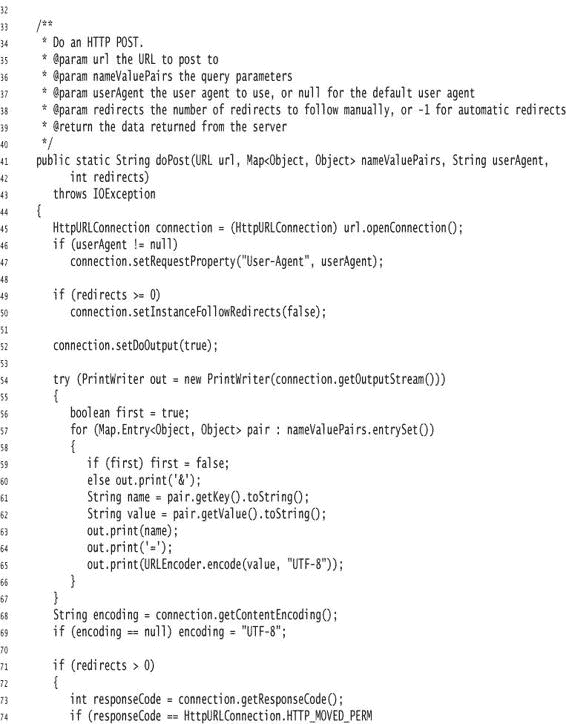 32
33 /**
34  * Do an HTTP POST.
35  * @param url the URL to post to
36  * @param nameValuePairs the query parameters
37  * @param userAgent the user agent to use, or null for the default user agent
38  * @param redirects the number of redirects to follow manually, or -1 for automatic redirects
39  * @return the data returned from the server
40  */
41 public static String doPost(URL url, Map<Object, Object> nameValuePairs, String userAgent,
42       int redirects)
43    throws IOException
44 {
45    HttpURLConnection connection = (HttpURLConnection) url.openConnection();
46    if (userAgent != null)
47       connection.setRequestProperty("User-Agent", userAgent);
48
49    if (redirects >= 0)
50       connection.setInstanceFollowRedirects(false);
51
52    connection.setDoOutput(true);
53
54    try (PrintWriter out = new PrintWriter(connection.getOutputStream()))
55    {
56       boolean first = true;
57       for (Map.Entry<Object, Object> pair : nameValuePairs.entrySet())
58       {
59          if (first) first = false;
60          else out.print('&');
61          String name = pair.getKey().toString();
62          String value = pair.getValue().toString();
63          out.print(name);
64          out.print('=');
65          out.print(URLEncoder.encode(value, "UTF-8"));
66       }
67    }
68    String encoding = connection.getContentEncoding();
69    if (encoding == null) encoding = "UTF-8";
70
71    if (redirects > 0)
72    {
73       int responseCode = connection.getResponseCode();
74       if (responseCode == HttpURLConnection.HTTP_MOVED_PERM